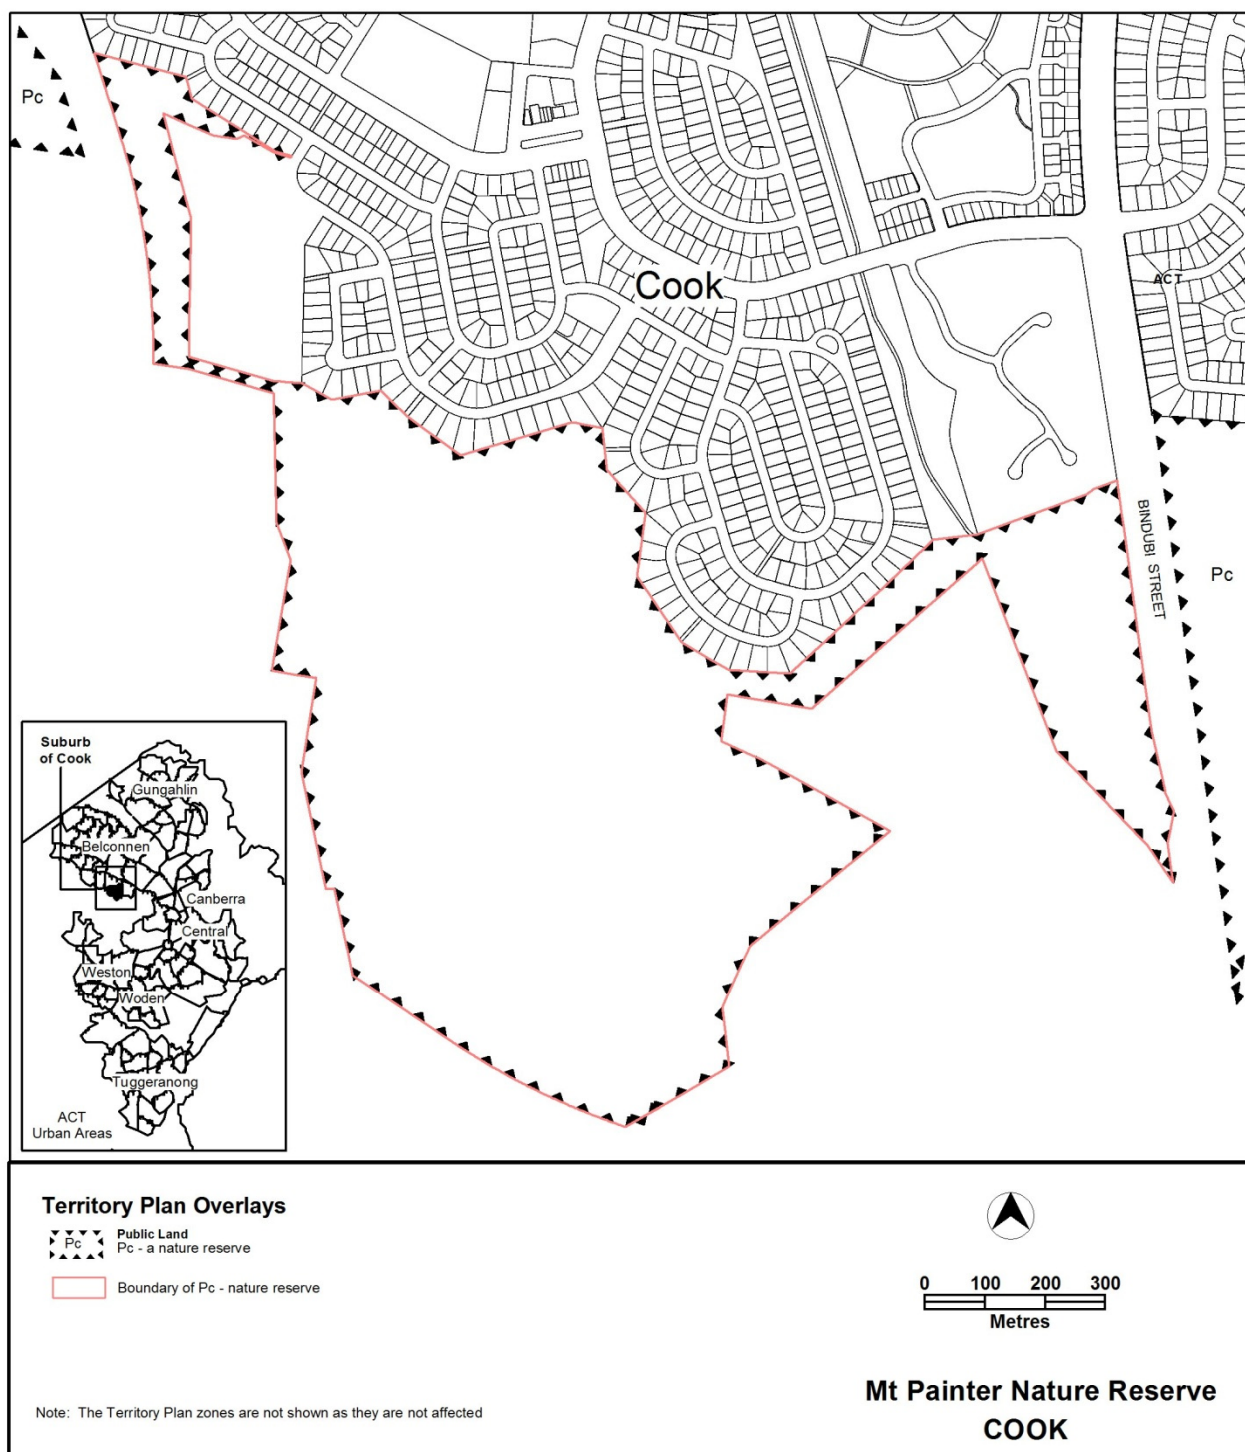 Pc
Cook
ACT
BINDUBI STREET
Pc
Suburb
of Cook
Gungahlin
Belconnen
Canberra
Central
Weston
Woden
Tuggeranong
ACT
Urban Areas
Territory Plan Overlays
Pc
Public Land
Pc - a nature reserve
Boundary of Pc - nature reserve
0 100 200 300
Metres
Note: The Territory Plan zones are not shown as they are not affected
Mt Painter Nature Reserve
COOK